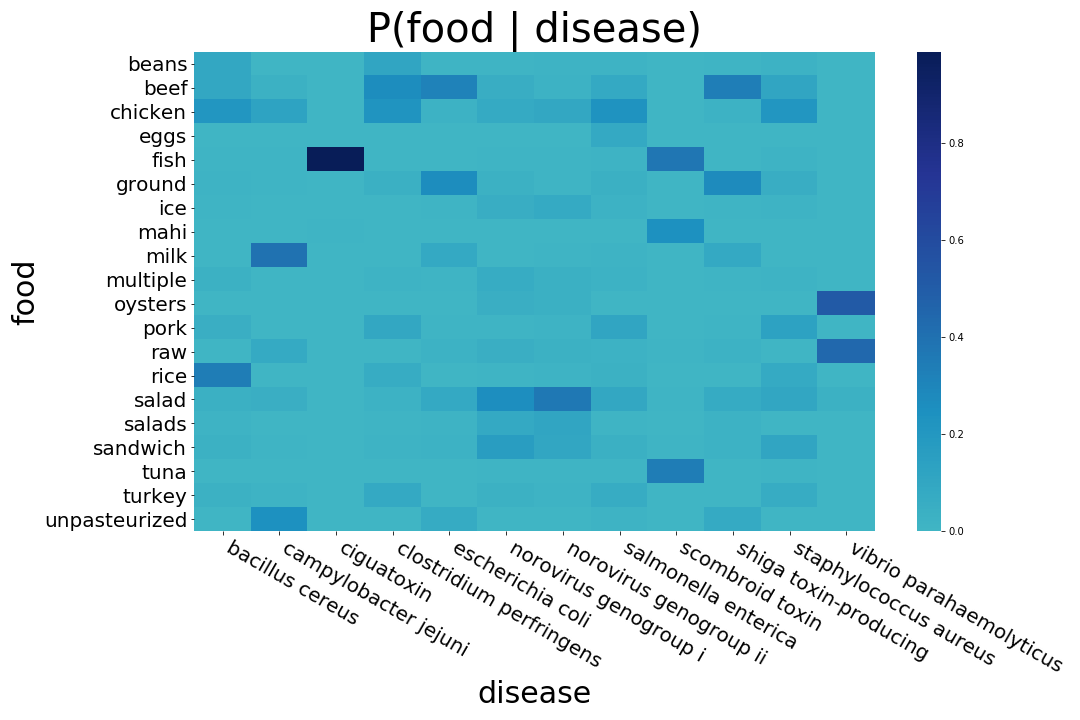 P(food | disease)
beans
beef
chicken
eggs
fish
ground
ice
mahi
milk
multiple
oysters
pork
raw
rice
salad
salads
sandwich
tuna
turkey
unpasteurized
food
0.8
0.6
0.4
0.2
0.0
bacillus cereus
campylobacter jejuni
ciguatoxin
clostridium perfringens
escherichia coli
norovirus genogroup i
norovirus genogroup ii
salmonella enterica
scombroid toxin
shiga toxin-producing
staphylococcus aureus
vibrio parahaemolyticus
disease